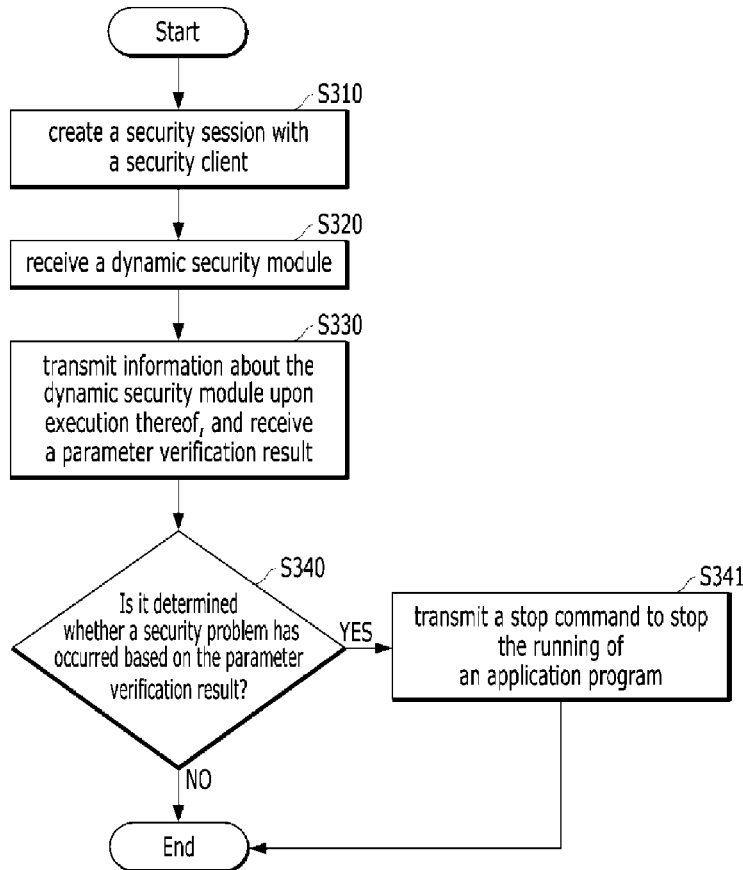 Start
S310
create a security session with
a security client
S320
receive a dynamic security module
S330
transmit information about the
dynamic security module upon
execution thereof, and receive
a parameter verification result
S340
Is it determined
whether a security problem has
occurred based on the parameter
verification result?
YES
S341
transmit a stop command to stop
the running of
an application program
NO
End